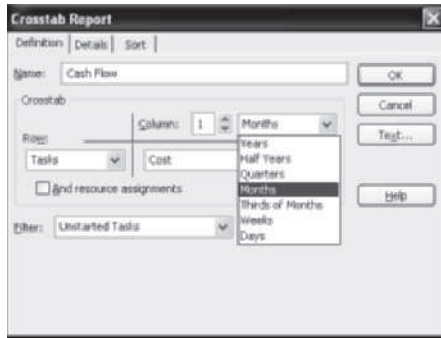 Crosstab Report
Definition Details Sort
Name: Cash Flow
OK
Crosstab
Cancel
Column: 1 Months
Text...
Row:
Years
Tasks Cost
Half Years
Quarters
And resource assignments
Months
Help
Thirds of Months
Filter: Unstarted Tasks
Weeks
Days